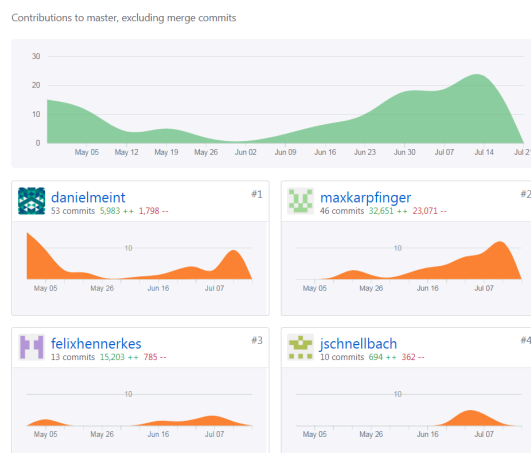 Contributions to master, excluding merge commits
30
20
10
0
May 05 May 12 May 19 May 26 Jun 02 Jun 09 Jun 16 Jun 23 Jun 30 Jul 07 Jul 14 Jul 2
danielmeint #1
53 commits 5,983 ++ 1,798 --
10
May 05 May 26 Jun 16 Jul 07
maxkarpfinger #2
46 commits 32,651 ++ 23,071 --
10
May 05 May 26 Jun 16 Jul 07
felixhennerkes #3
13 commits 15,203 ++ 785 --
10
May 05 May 26 Jun 16 Jul 07
jschnellbach #4
10 commits 694 ++ 362 --
10
May 05 May 26 Jun 16 Jul 07